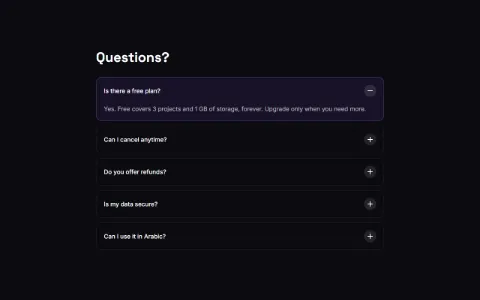 Questions?
Is there a free plan?
Yes. Free covers 3 projects and 1 GB of storage, forever. Upgrade only when you need more.
Can I cancel anytime?
Do you offer refunds?
Is my data secure?
Can I use it in Arabic?